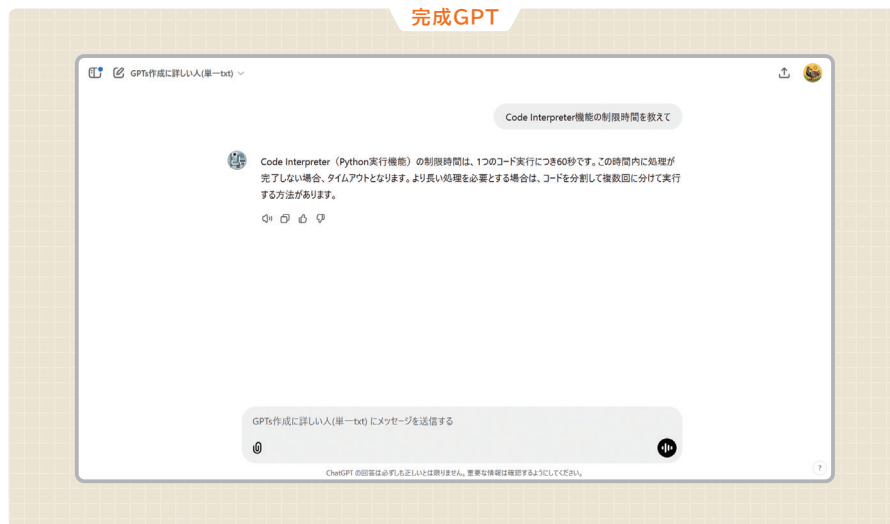 完成GPT
GPTs作成に詳しい人(単一txt)
Code Interpreter機能の制限時間を教えて
Code Interpreter（Python実行機能）の制限時間は、1つのコード実行につき60秒です。この時間内に処理が
完了しない場合、タイムアウトとなります。より長い処理を必要とする場合は、コードを分割して複数回に分けて実行
する方法があります。
GPTs作成に詳しい人(単一txt) にメッセージを送信する
ChatGPT の回答は必ずしも正しいとは限りません。重要な情報は確認するようにしてください。
?